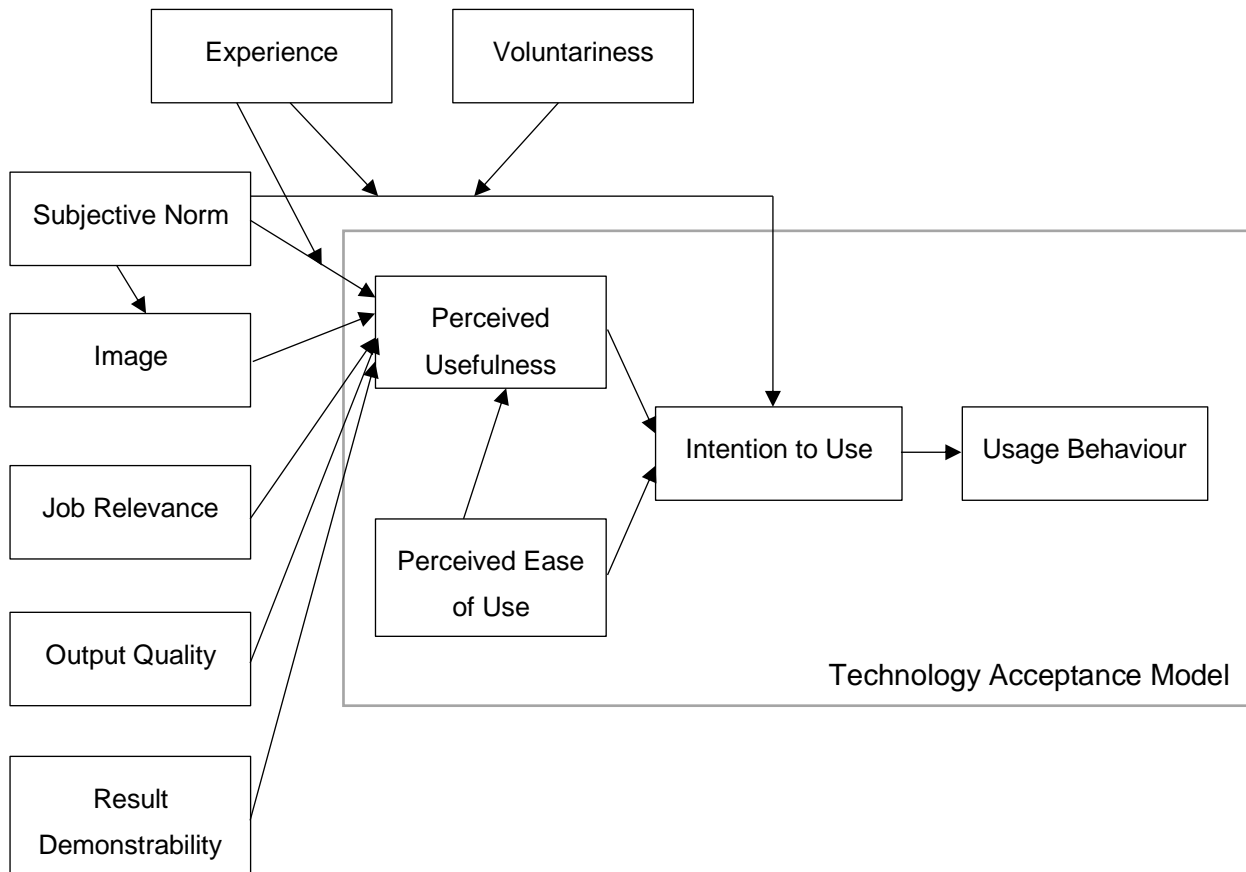 Experience
Voluntariness
Subjective Norm
Image
Job Relevance
Output Quality
Result
Demonstrability
Perceived
Usefulness
Perceived Ease
of Use
Intention to Use
Usage Behaviour
Technology Acceptance Model